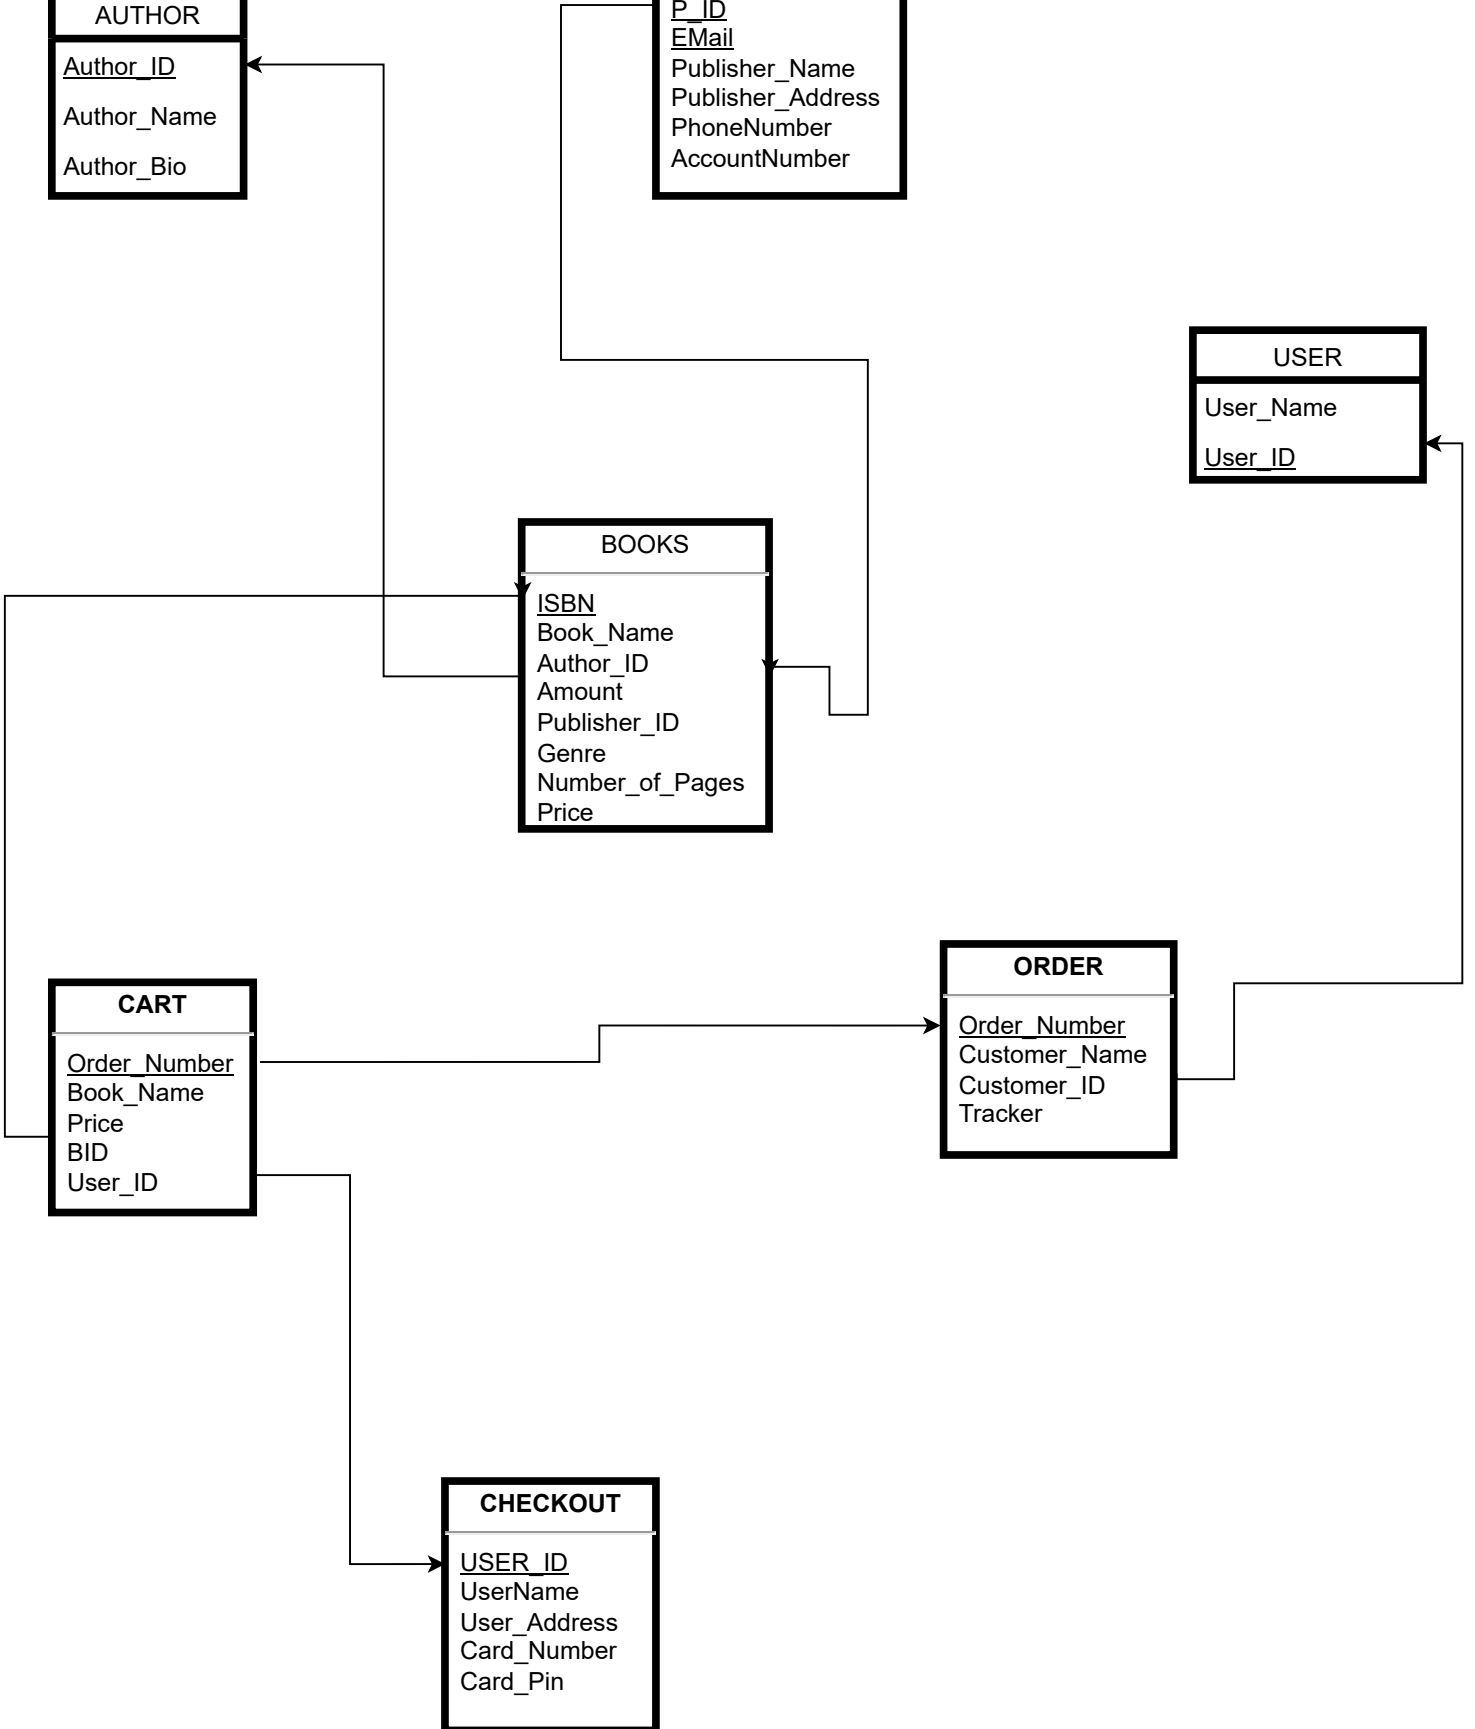 AUTHOR
Author_ID
Author_Name
Author_Bio
P_ID
EMail
Publisher_Name
Publisher_Address
PhoneNumber
AccountNumber
USER
User_Name
User_ID
BOOKS
ISBN
Book_Name
Author_ID
Amount
Publisher_ID
Genre
Number_of_Pages
Price
CART
Order_Number
Book_Name
Price
BID
User_ID
ORDER
Order_Number
Customer_Name
Customer_ID
Tracker
CHECKOUT
USER_ID
UserName
User_Address
Card_Number
Card_Pin